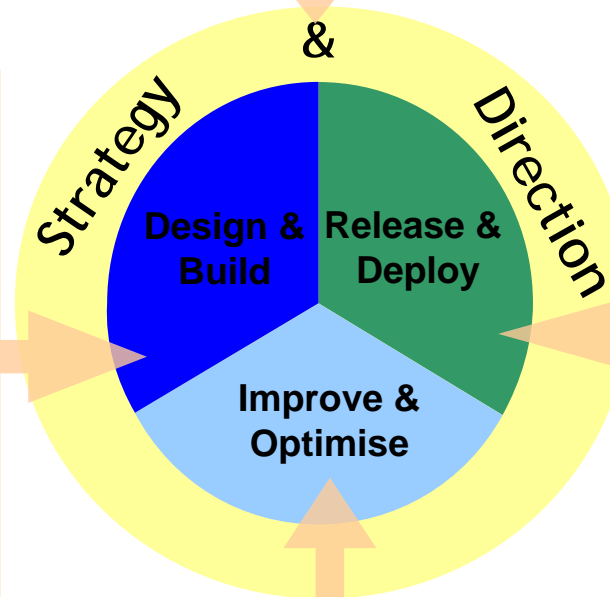 Strategy & Direction
Design &
Build
Release &
Deploy
Improve &
Optimise